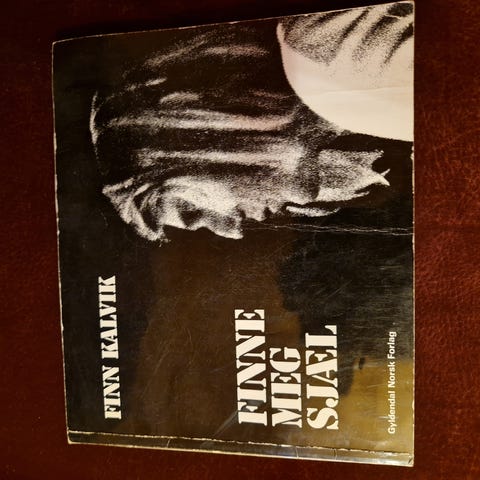 FINN KALVIK
FINNE
MEG
SJÆL
Gyldendal Norsk Forlag